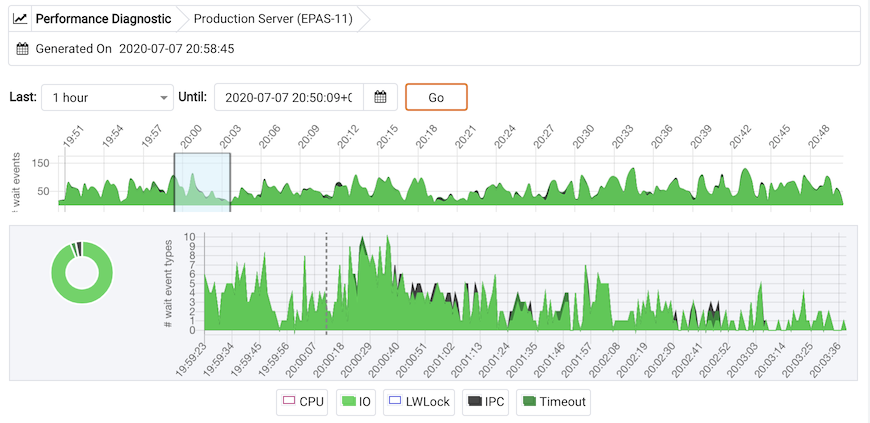 Performance Diagnostic Production Server (EPAS-11)
Generated On 2020-07-07 20:58:45
Last: 1 hour Until: 2020-07-07 20:50:09+0 Go
19:51 19:54 19:57 20:00 20:03 20:06 20:09 20:12 20:15 20:18 20:21 20:24 20:27 20:30 20:33 20:36 20:39 20:42 20:45 20:48
# wait events
150
50
# wait event types
10
9
8
7
6
5
4
3
2
1
0
19:59:23 19:59:34 19:59:45 19:59:56 20:00:07 20:00:18 20:00:29 20:00:40 20:00:51 20:01:02 20:01:13 20:01:24 20:01:35 20:01:46 20:01:57 20:02:08 20:02:19 20:02:30 20:02:41 20:02:52 20:03:03 20:03:14 20:03:25 20:03:36
CPU IO LWLock IPC Timeout